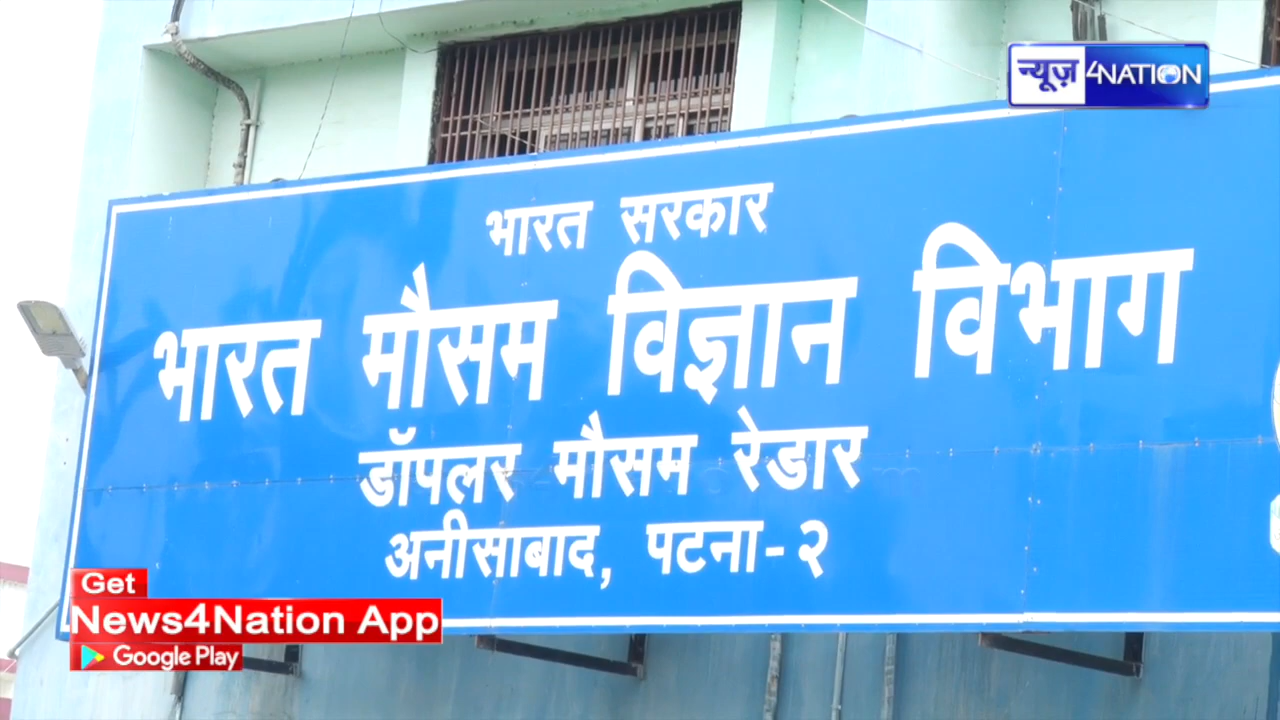 न्यूज़ 4NATION
भारत सरकार
भारत मौसम विज्ञान विभाग
डॉपलर मौसम रेडार
अनीसाबाद, पटना-२
Get
News4Nation App
Google Play